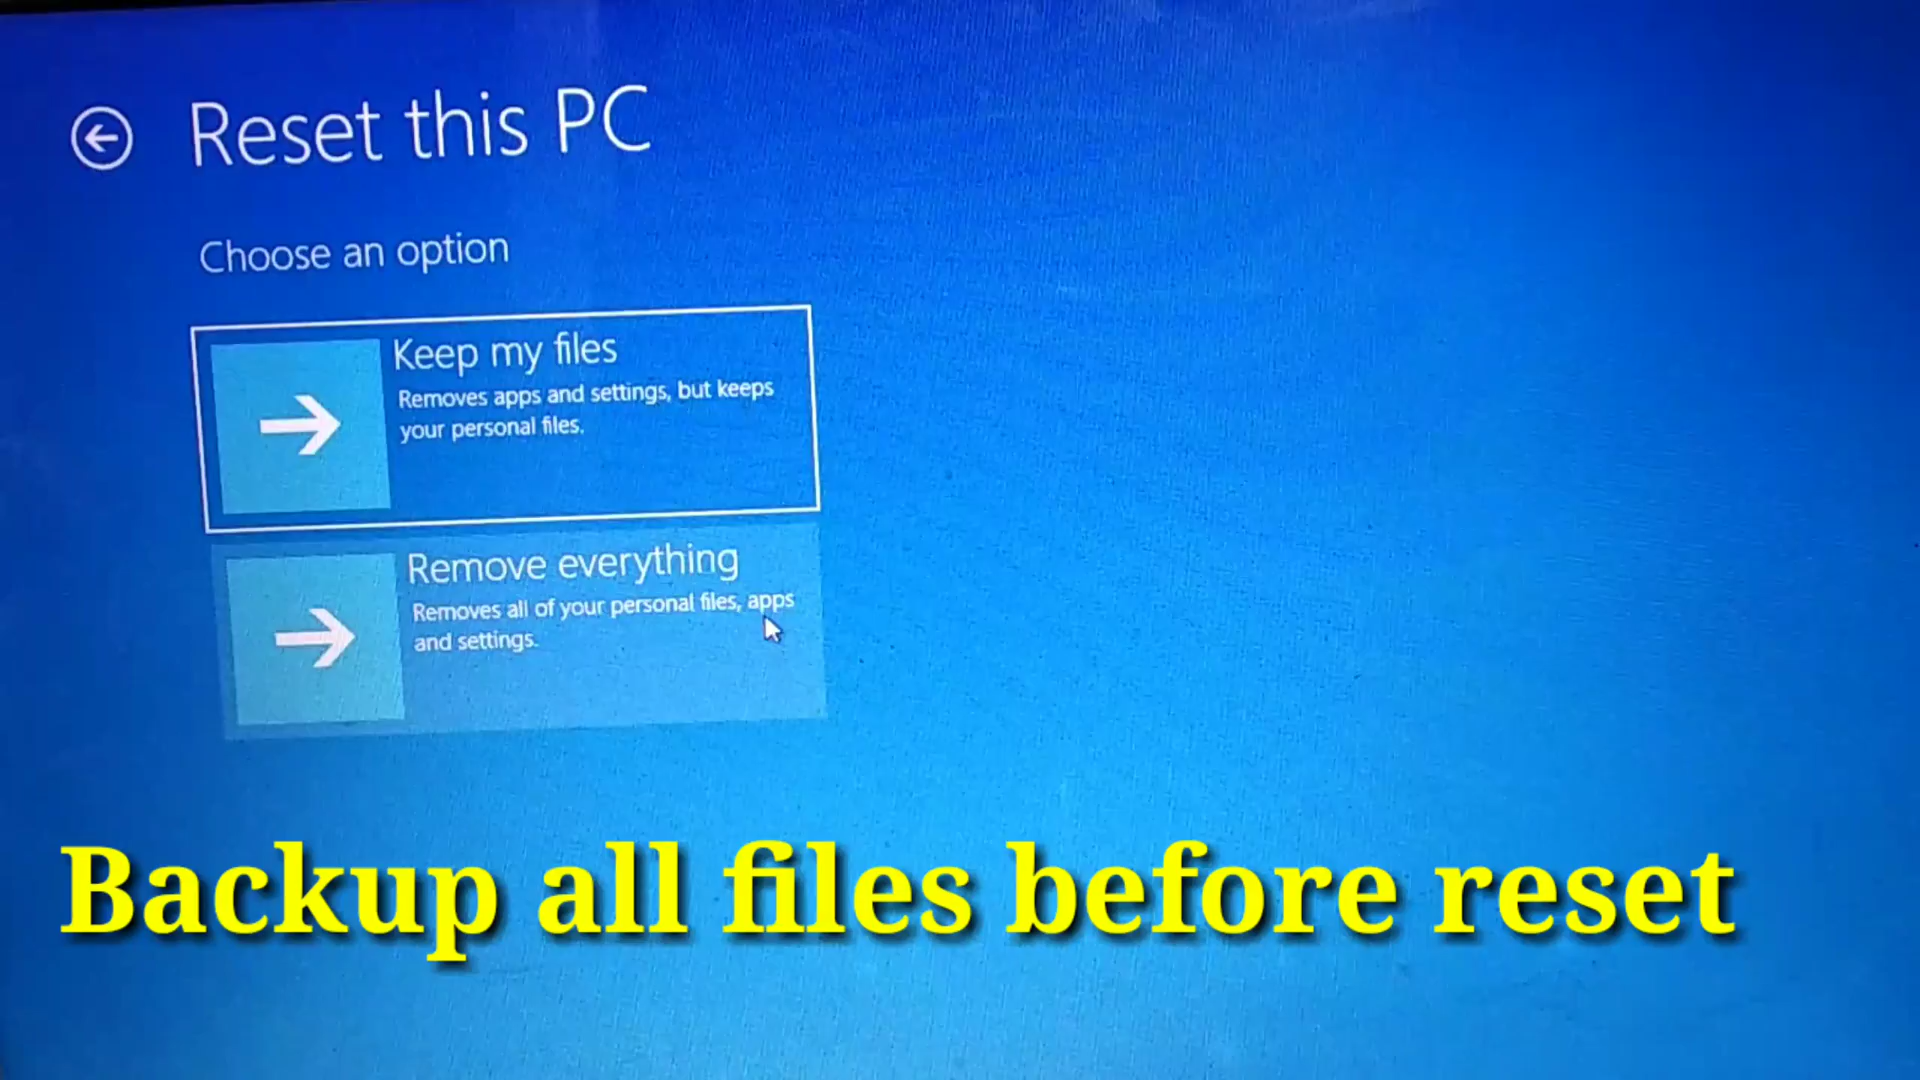 Reset this PC
Choose an option
Keep my files
Removes apps and settings, but keeps
your personal files.
Remove everything
Removes all of your personal files, apps
and settings.
Backup all files before reset